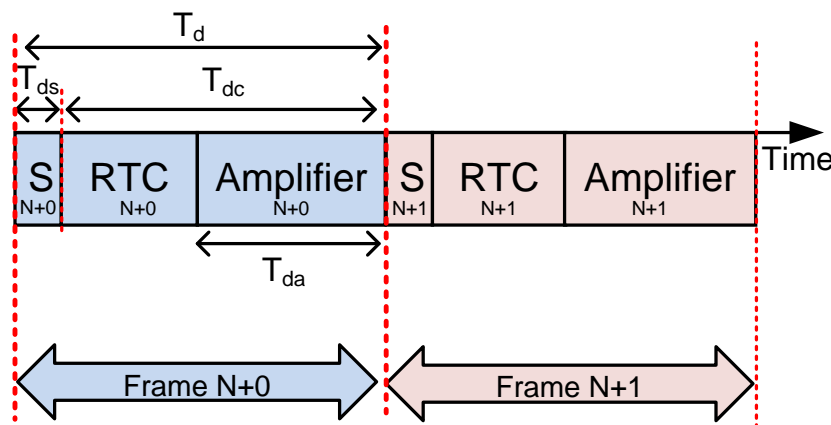 T_d
T_ds
T_dc
S
N+0
RTC
N+0
Amplifier
N+0
S
N+1
RTC
N+1
Amplifier
N+1
Time
T_da
Frame N+0
Frame N+1